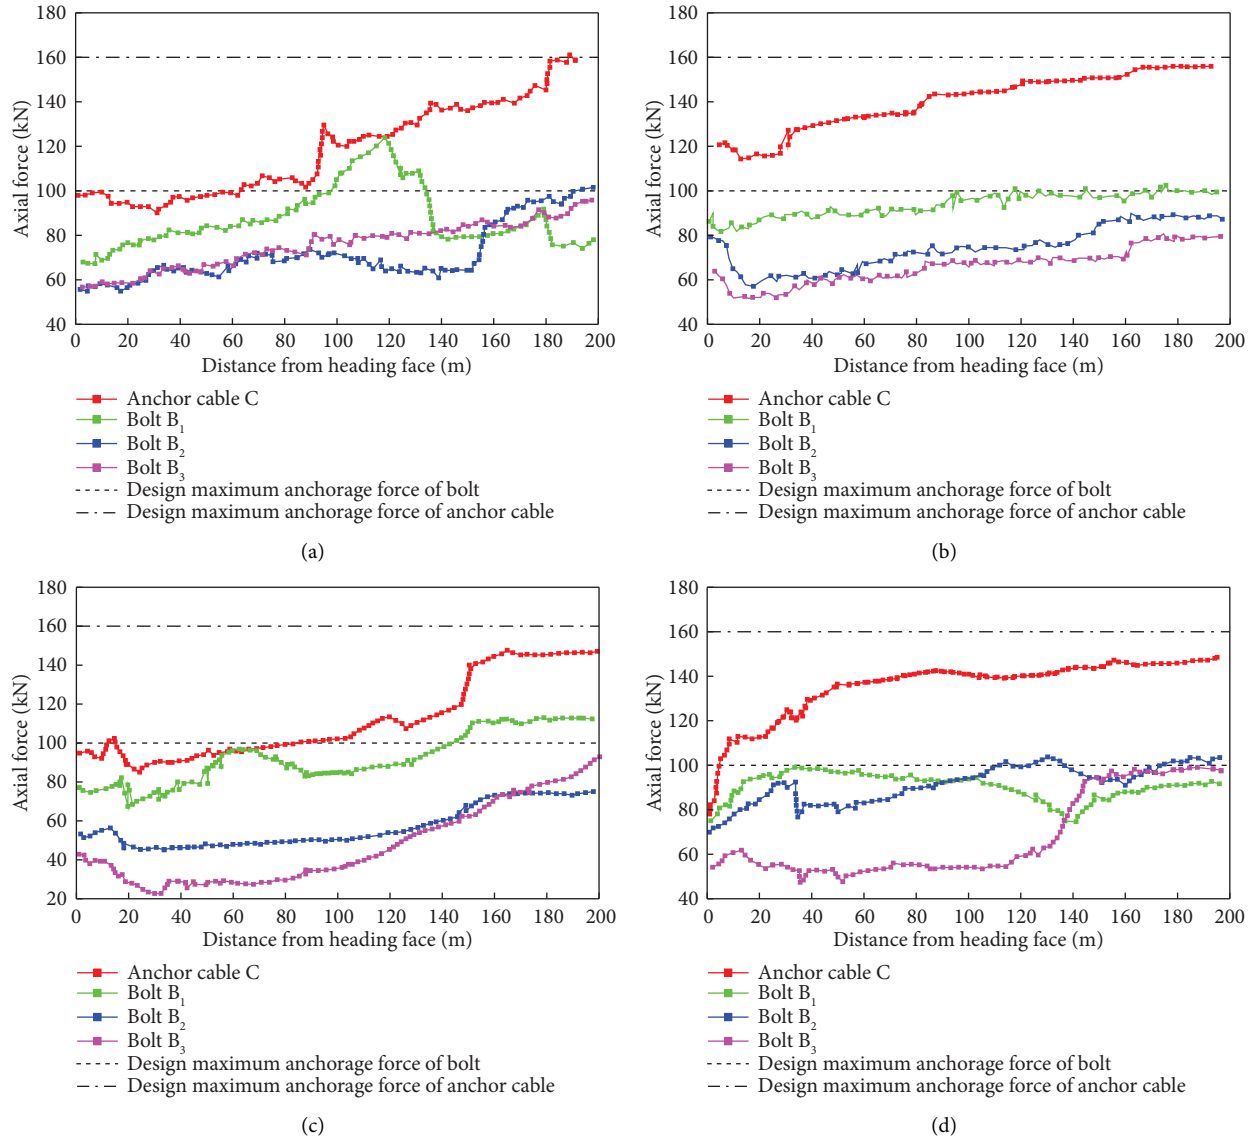 180
160
140
120
100
80
60
40
Axial force (kN)
0 20 40 60 80 100 120 140 160 180 200
Distance from heading face (m)
Anchor cable C
Bolt B1
Bolt B2
Bolt B3
Design maximum anchorage force of bolt
Design maximum anchorage force of anchor cable
(a)
180
160
140
120
100
80
60
40
Axial force (kN)
0 20 40 60 80 100 120 140 160 180 200
Distance from heading face (m)
Anchor cable C
Bolt B1
Bolt B2
Bolt B3
Design maximum anchorage force of bolt
Design maximum anchorage force of anchor cable
(b)
180
160
140
120
100
80
60
40
20
Axial force (kN)
0 20 40 60 80 100 120 140 160 180 200
Distance from heading face (m)
Anchor cable C
Bolt B1
Bolt B2
Bolt B3
Design maximum anchorage force of bolt
Design maximum anchorage force of anchor cable
(c)
180
160
140
120
100
80
60
40
Axial force (kN)
0 20 40 60 80 100 120 140 160 180 200
Distance from heading face (m)
Anchor cable C
Bolt B1
Bolt B2
Bolt B3
Design maximum anchorage force of bolt
Design maximum anchorage force of anchor cable
(d)